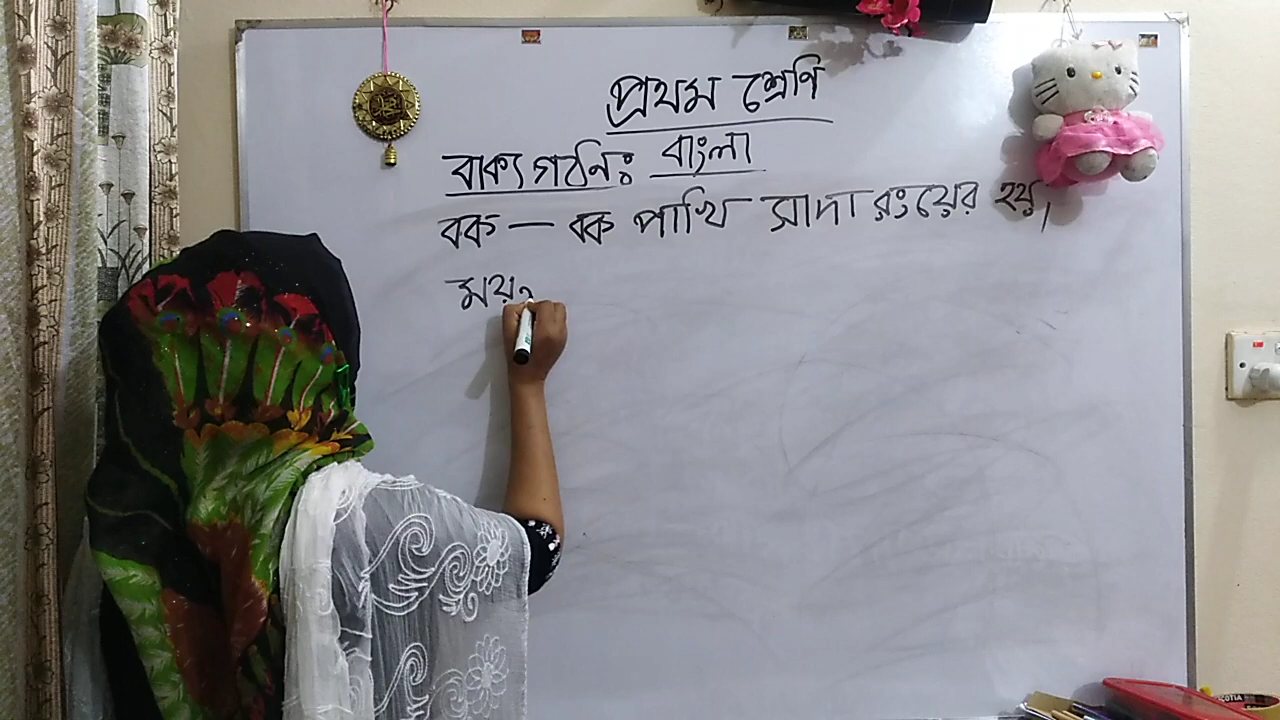 প্রথম শ্রেণি
বাক্য গঠনঃ বাংলা
বক — বক পাখি সাদা রংয়ের হয়।
ময়